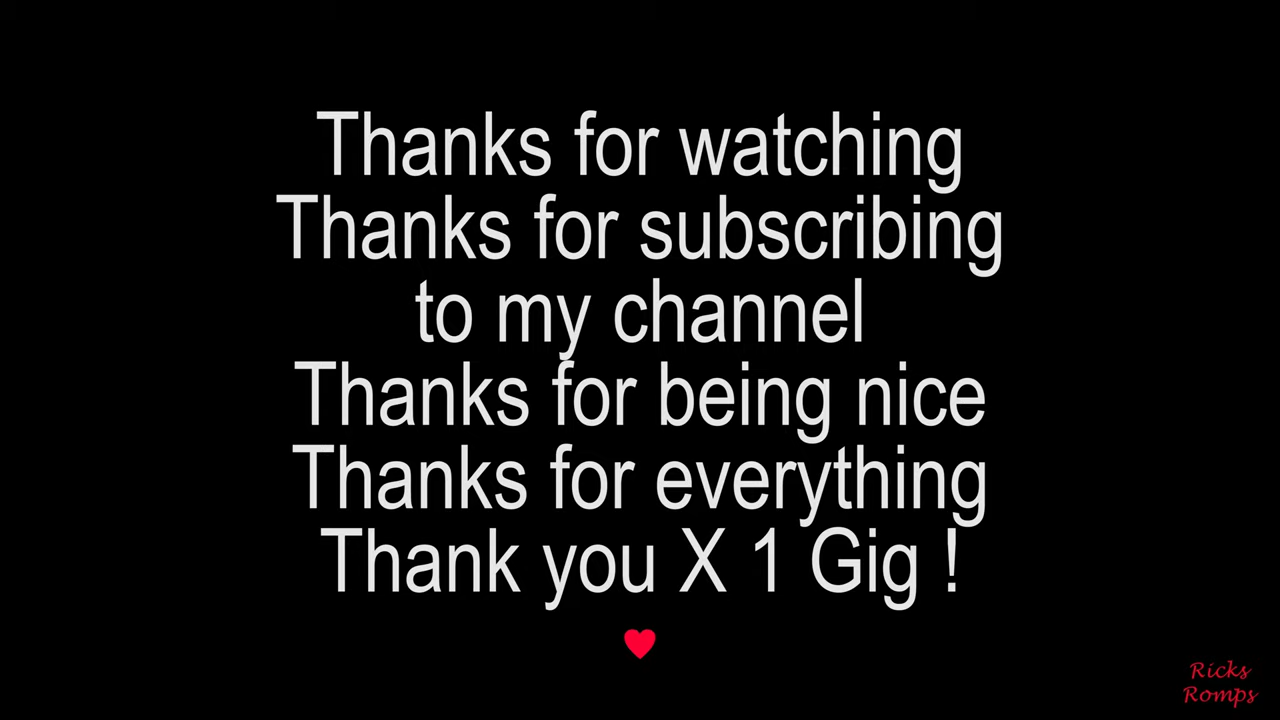 Thanks for watching
Thanks for subscribing
to my channel
Thanks for being nice
Thanks for everything
Thank you X 1 Gig !
♥
Ricks
Romps